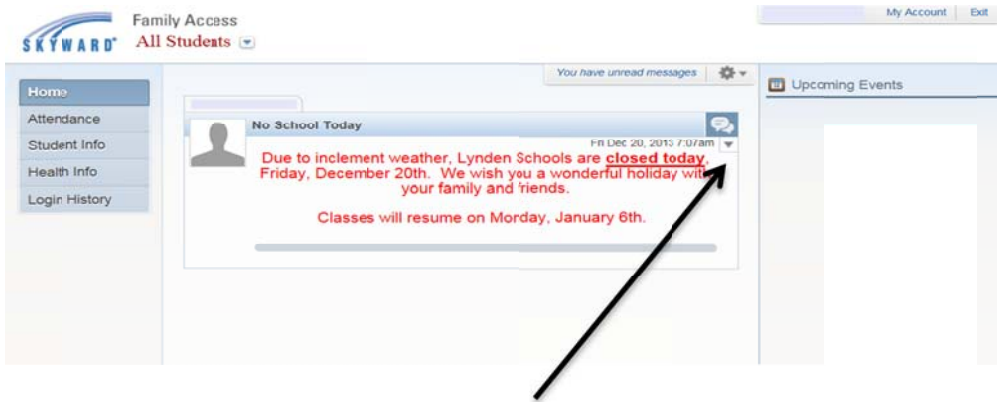 Family Access
My Account Exit
SKYWARD®
All Students
You have unread messages
Upcoming Events
Home
Attendance
Student Info
Health Info
Login History
No School Today
Fri Dec 20, 2013 7:07am
Due to inclement weather, Lynden Schools are closed today,
Friday, December 20th. We wish you a wonderful holiday with
your family and friends.
Classes will resume on Monday, January 6th.